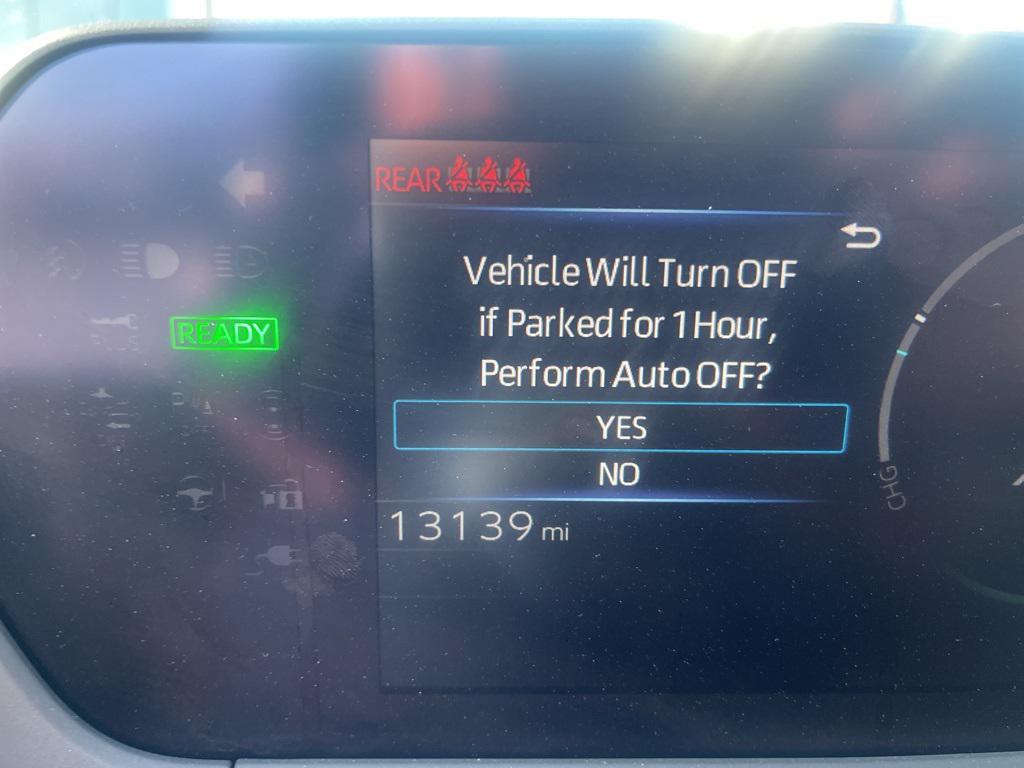 REAR
Vehicle Will Turn OFF
if Parked for 1 Hour,
READY
Perform Auto OFF?
YES
NO
CHG
13139 mi